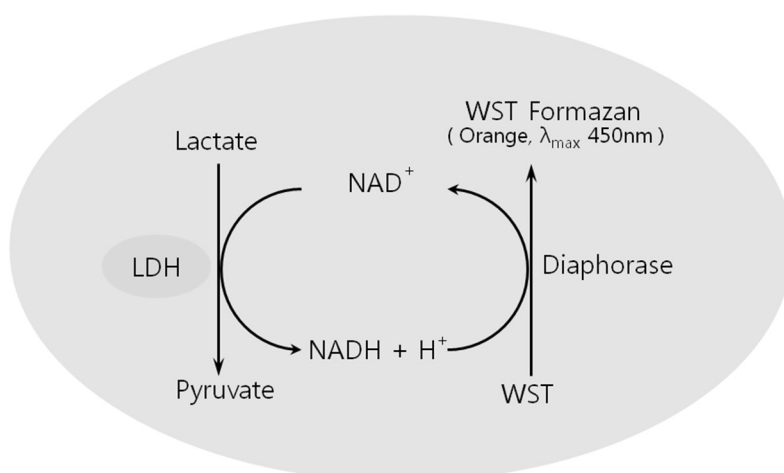 WST Formazan
( Orange, λmax 450nm )
Lactate
NAD+
LDH
Diaphorase
NADH + H+
Pyruvate
WST